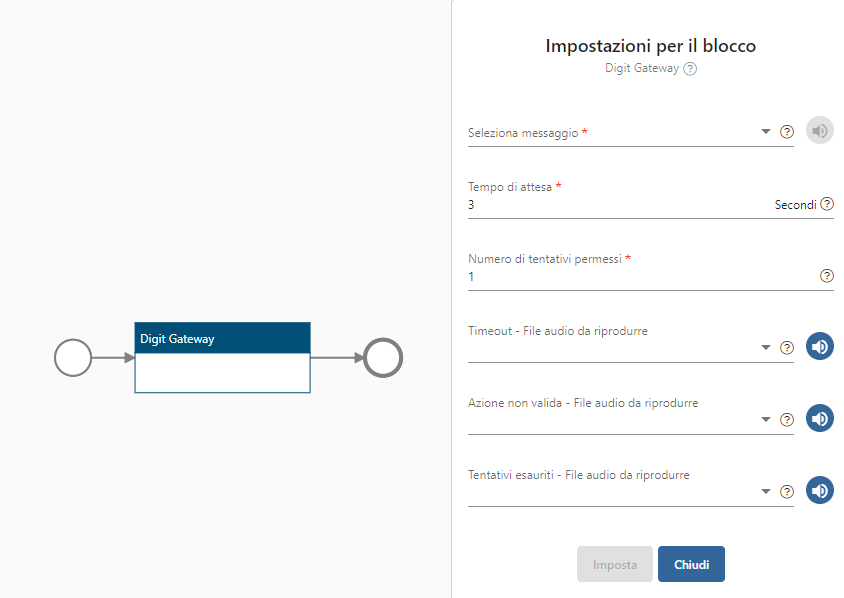 Digit Gateway
Impostazioni per il blocco
Digit Gateway ?
Seleziona messaggio * ?
Tempo di attesa *
3 Secondi ?
Numero di tentativi permessi *
1 ?
Timeout - File audio da riprodurre
?
Azione non valida - File audio da riprodurre
?
Tentativi esauriti - File audio da riprodurre
?
Imposta Chiudi